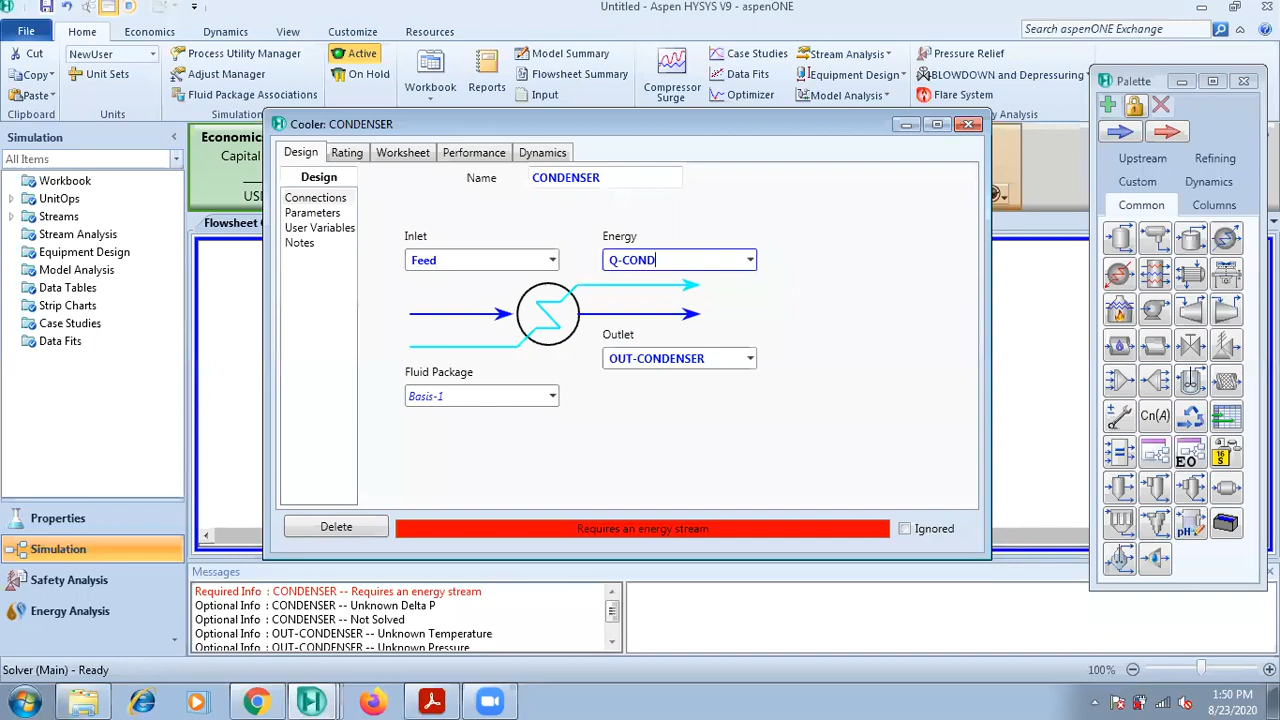 Untitled - Aspen HYSYS V9 - aspenONE
File Home Economics Dynamics View Customize Resources Search aspenONE Exchange
Cut NewUser Process Utility Manager Active Model Summary Case Studies Stream Analysis Pressure Relief
Copy Unit Sets Adjust Manager On Hold Workbook Reports Flowsheet Summary Compressor Surge Data Fits Equipment Design BLOWDOWN and Depressuring
Paste Fluid Package Associations Input Optimizer Model Analysis Flare System
Clipboard Units Analysis
Simulation
All Items
Workbook
UnitOps
Streams
Stream Analysis
Equipment Design
Model Analysis
Data Tables
Strip Charts
Case Studies
Data Fits
Properties
Simulation
Safety Analysis
Energy Analysis
Capital
Cooler: CONDENSER
Design Rating Worksheet Performance Dynamics
Design
Connections
Parameters
User Variables
Notes
Name CONDENSER
Inlet Energy
Feed Q-COND
Outlet
OUT-CONDENSER
Fluid Package
Basis-1
Delete Requires an energy stream Ignored
Palette
Upstream Refining
Custom Dynamics
Common Columns
Cn(A)
EO
16
S
pH
Messages
Required Info : CONDENSER -- Requires an energy stream
Optional Info : CONDENSER -- Unknown Delta P
Optional Info : CONDENSER -- Not Solved
Optional Info : OUT-CONDENSER -- Unknown Temperature
Optional Info : OUT-CONDENSER -- Unknown Pressure
Solver (Main) - Ready 100%
1:50 PM
8/23/2020